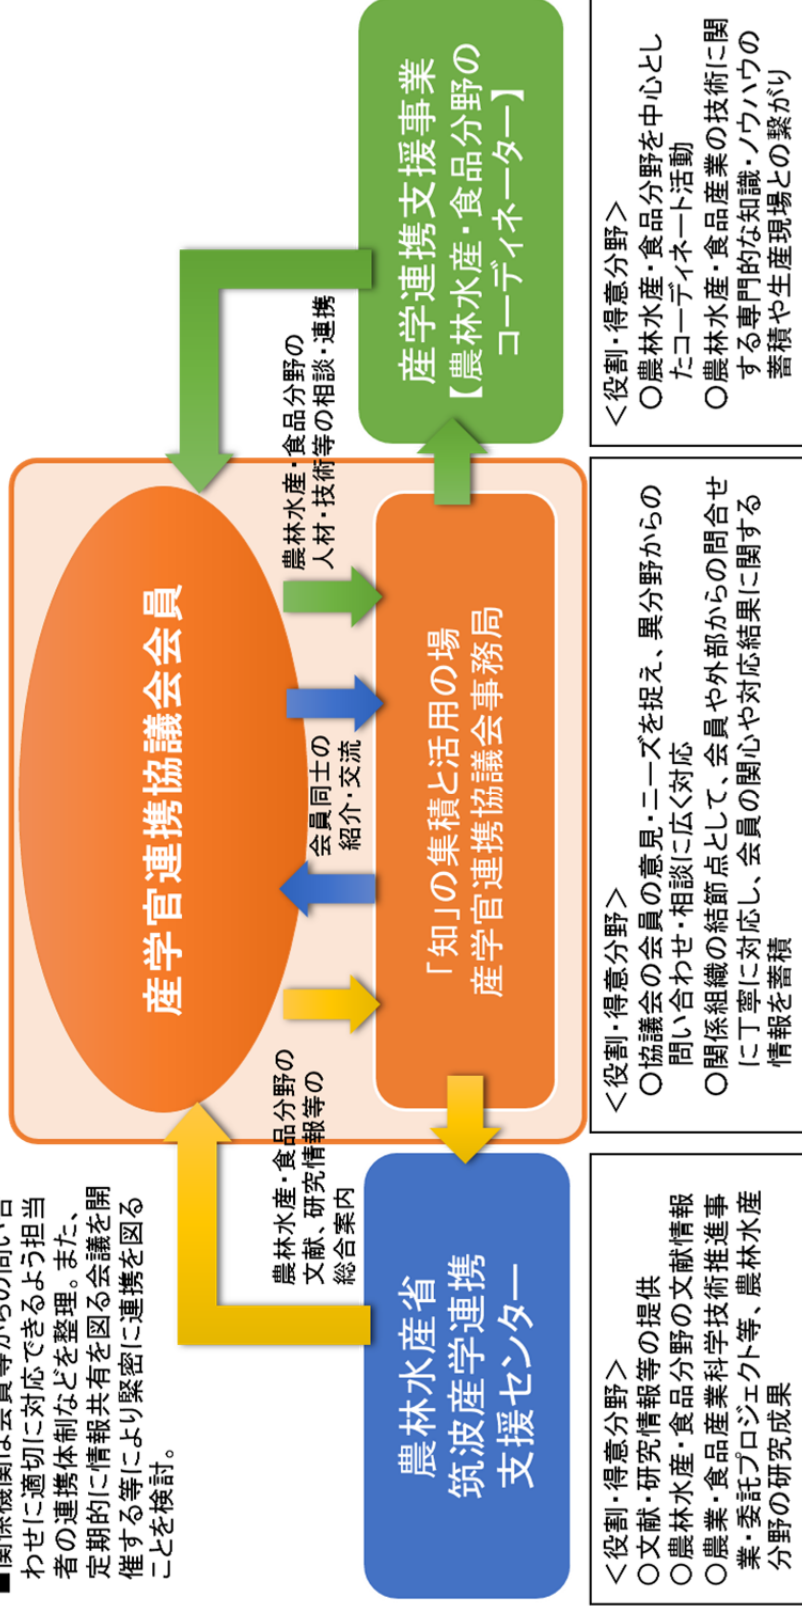 ■関係機関は会員等からの問い合
わせに適切に対応できるよう担当
者の連携体制などを整理。また、
定期的に情報共有を図る会議を開
催する等により緊密に連携を図る
ことを検討。
産学官連携協議会会員
農林水産・食品分野の
文献、研究情報等の
総合案内
会員同士の
紹介・交流
農林水産・食品分野の
人材・技術等の相談・連携
農林水産省
筑波産学連携
支援センター
「知」の集積と活用の場
産学官連携協議会事務局
産学連携支援事業
【農林水産・食品分野の
コーディネーター】
＜役割・得意分野＞
○文献・研究情報等の提供
○農林水産・食品分野の文献情報
○農業・食品産業科学技術推進事
業・委託プロジェクト等、農林水産
分野の研究成果
＜役割・得意分野＞
○協議会の会員の意見・ニーズを捉え、異分野からの
問い合わせ・相談に広く対応
○関係組織の結節点として、会員や外部からの問合せ
に丁寧に対応し、会員の関心や対応結果に関する
情報を蓄積
＜役割・得意分野＞
○農林水産・食品分野を中心とし
たコーディネート活動
○農林水産・食品産業の技術に関
する専門的な知識・ノウハウの
蓄積や生産現場との繋がり